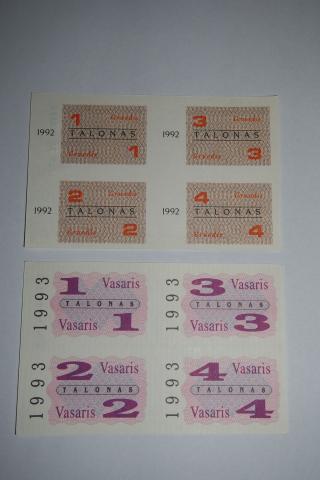 1 Gruodis
1992 TALONAS
Gruodis 1
3 Gruodis
1992 TALONAS
Gruodis 3
2 Gruodis
1992 TALONAS
Gruodis 2
4 Gruodis
1992 TALONAS
Gruodis 4
1993
1 Vasaris
TALONAS
Vasaris 1
3 Vasaris
TALONAS
Vasaris 3
1993
2 Vasaris
TALONAS
Vasaris 2
1993
4 Vasaris
TALONAS
Vasaris 4
1993